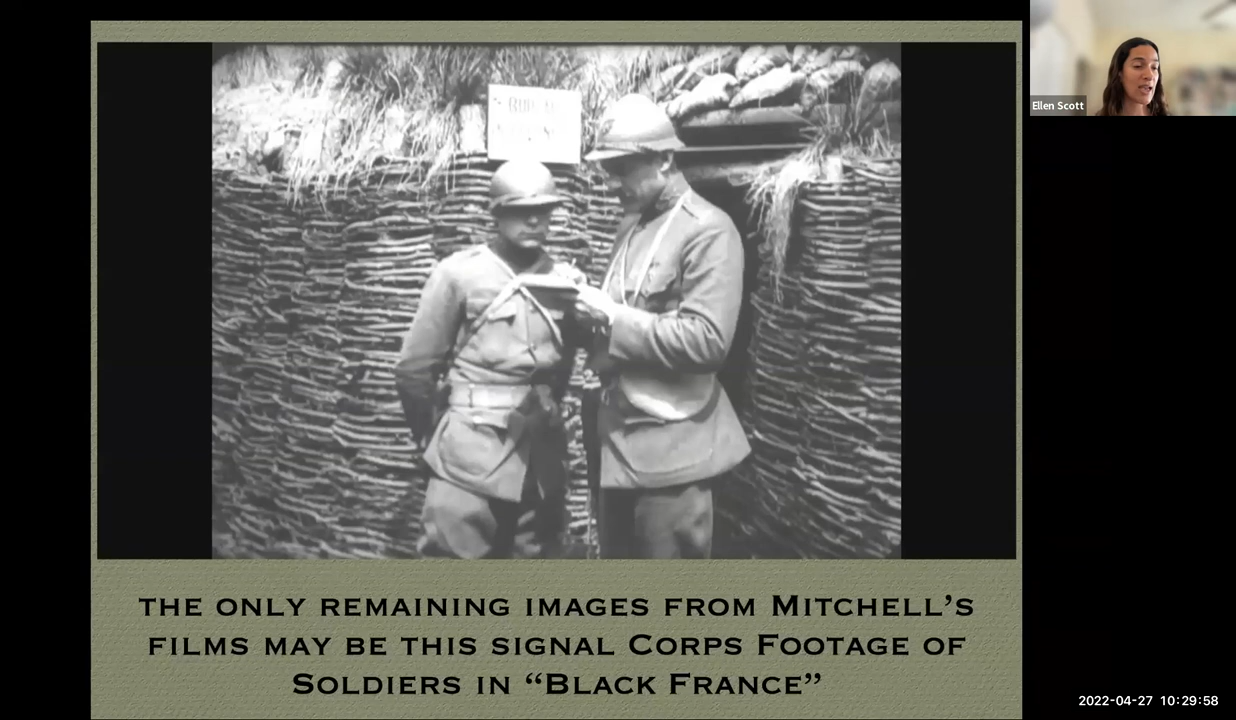 Ellen Scott
THE ONLY REMAINING IMAGES FROM MITCHELL'S
FILMS MAY BE THIS SIGNAL CORPS FOOTAGE OF
SOLDIERS IN “BLACK FRANCE”
2022-04-27 10:29:58